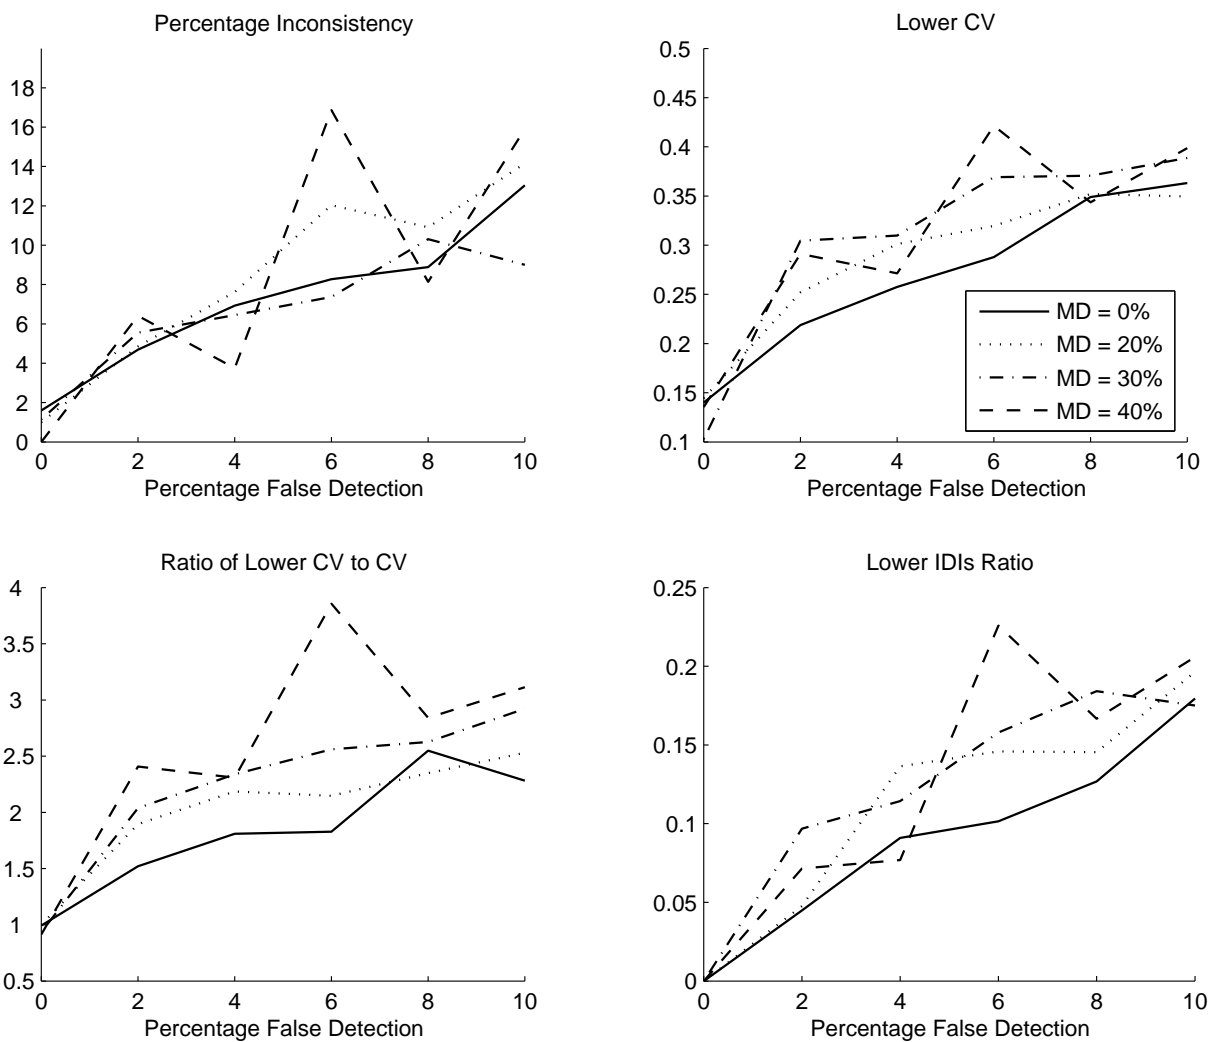 Percentage Inconsistency
18
16
14
12
10
8
6
4
2
0
0 2 4 6 8 10
Percentage False Detection
Lower CV
0.5
0.45
0.4
0.35
0.3
0.25
0.2
0.15
0.1
MD = 0%
MD = 20%
MD = 30%
MD = 40%
0 2 4 6 8 10
Percentage False Detection
Ratio of Lower CV to CV
4
3.5
3
2.5
2
1.5
1
0.5
0 2 4 6 8 10
Percentage False Detection
Lower IDIs Ratio
0.25
0.2
0.15
0.1
0.05
0
0 2 4 6 8 10
Percentage False Detection